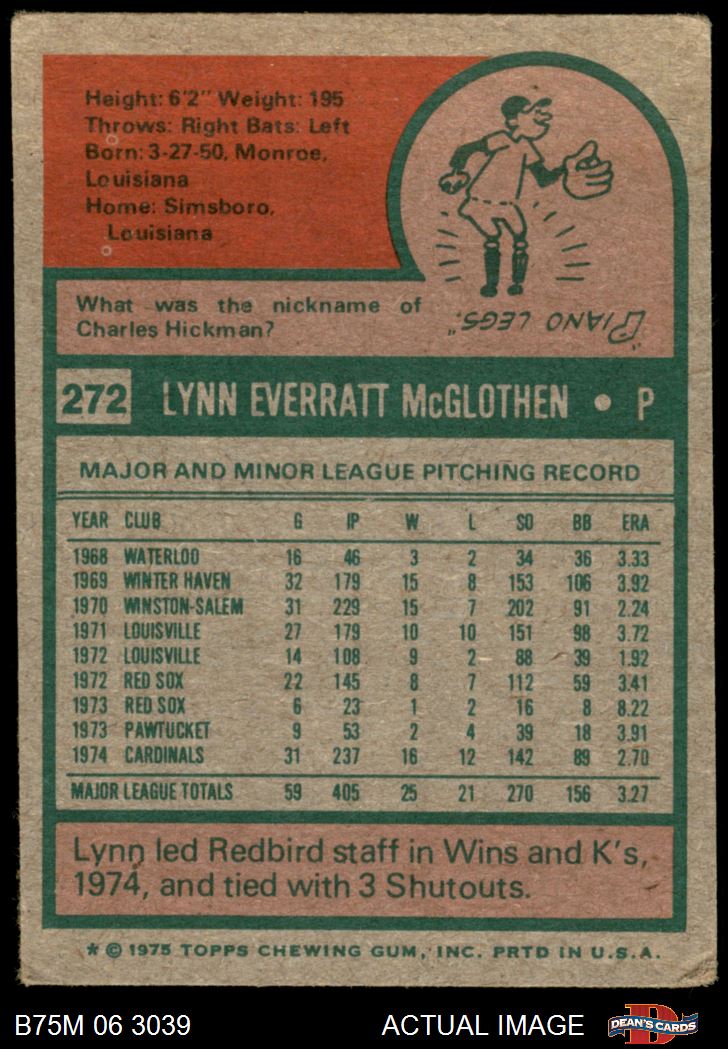 Height: 6'2" Weight: 195
Throws: Right Bats: Left
Born: 3-27-50, Monroe,
Louisiana
Home: Simsboro,
Louisiana
What was the nickname of
Charles Hickman?
"PIANO LEGS."
272 LYNN EVERRATT McGLOTHEN • P
MAJOR AND MINOR LEAGUE PITCHING RECORD
YEAR CLUB G IP W L SO BB ERA
1968 WATERLOO 16 46 3 2 34 36 3.33
1969 WINTER HAVEN 32 179 15 8 153 106 3.92
1970 WINSTON-SALEM 31 229 15 7 202 91 2.24
1971 LOUISVILLE 27 179 10 10 151 98 3.72
1972 LOUISVILLE 14 108 9 2 88 39 1.92
1972 RED SOX 22 145 8 7 112 59 3.41
1973 RED SOX 6 23 1 2 16 8 8.22
1973 PAWTUCKET 9 53 2 4 39 18 3.91
1974 CARDINALS 31 237 16 12 142 89 2.70
MAJOR LEAGUE TOTALS 59 405 25 21 270 156 3.27
Lynn led Redbird staff in Wins and K's,
1974, and tied with 3 Shutouts.
* © 1975 TOPPS CHEWING GUM, INC. PRTD IN U.S.A.
B75M 06 3039 ACTUAL IMAGE D DEAN'S CARDS